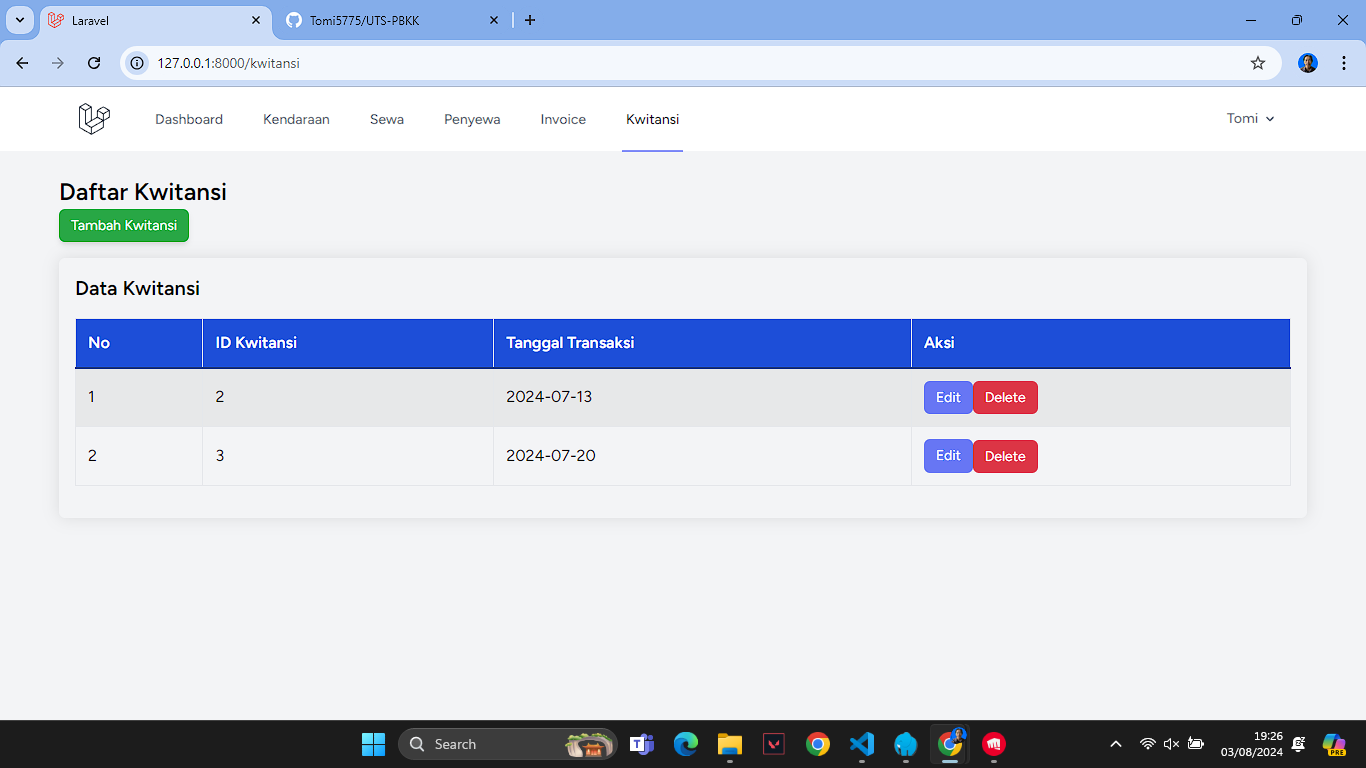 Laravel
Tomi5775/UTS-PBKK
127.0.0.1:8000/kwitansi
Dashboard Kendaraan Sewa Penyewa Invoice Kwitansi Tomi
Daftar Kwitansi
Tambah Kwitansi
Data Kwitansi
No ID Kwitansi Tanggal Transaksi Aksi
1 2 2024-07-13 Edit Delete
2 3 2024-07-20 Edit Delete
Search
19:26
03/08/2024
PRE